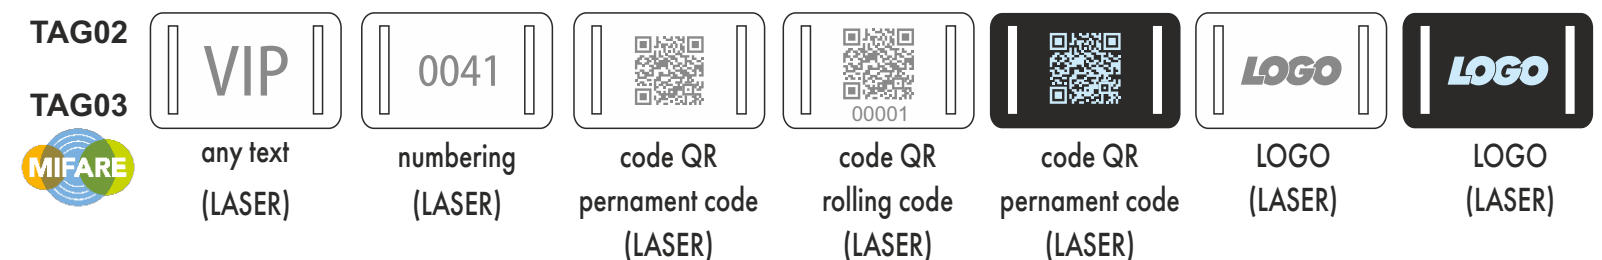 TAG02
TAG03
MIFARE
VIP
any text
(LASER)
0041
numbering
(LASER)
code QR
pernament code
(LASER)
00001
code QR
rolling code
(LASER)
code QR
pernament code
(LASER)
LOGO
LOGO
(LASER)
LOGO
LOGO
(LASER)